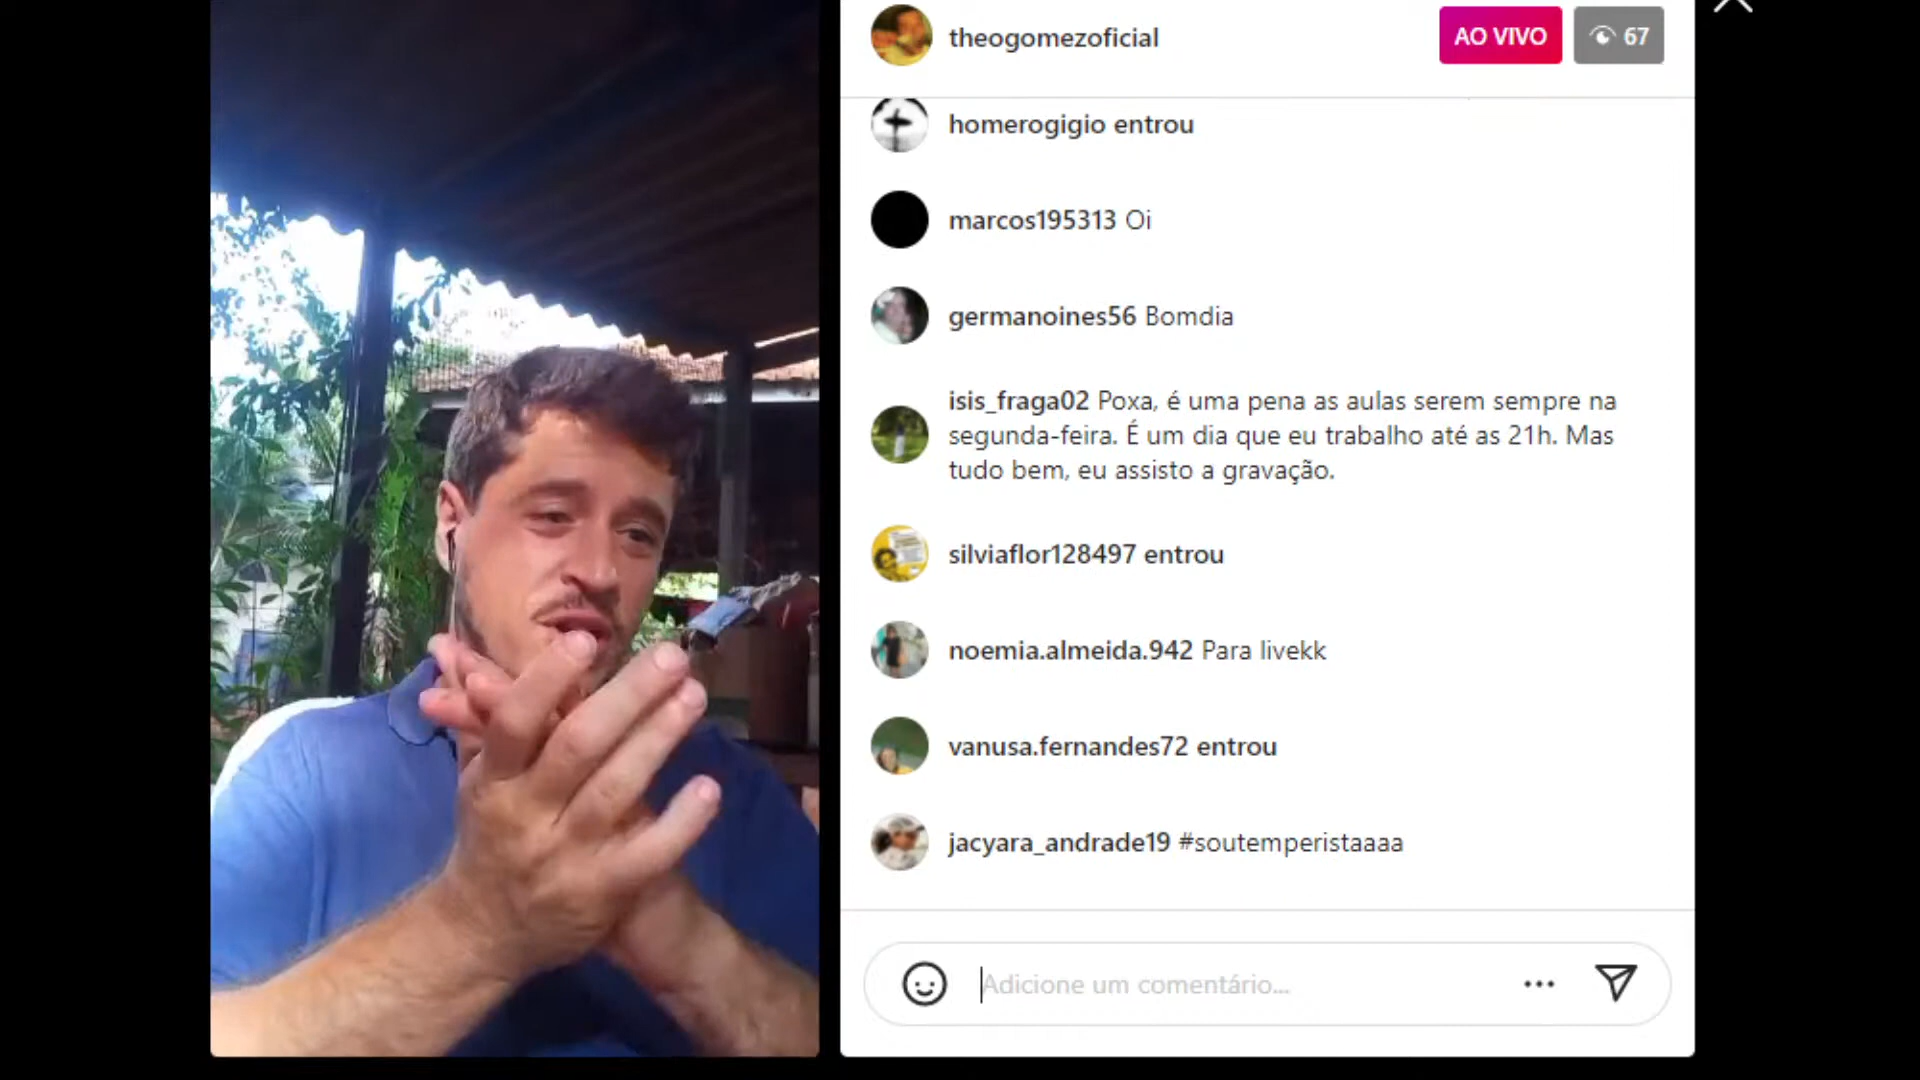 theogomezoficial
AO VIVO
67
homerogigio entrou
marcos195313 Oi
germanoines56 Bomdia
isis_fraga02 Poxa, é uma pena as aulas serem sempre na
segunda-feira. É um dia que eu trabalho até as 21h. Mas
tudo bem, eu assisto a gravação.
silviaflor128497 entrou
noemia.almeida.942 Para livekk
vanusa.fernandes72 entrou
jacyara_andrade19 #soutemperistaaaa
Adicione um comentário...